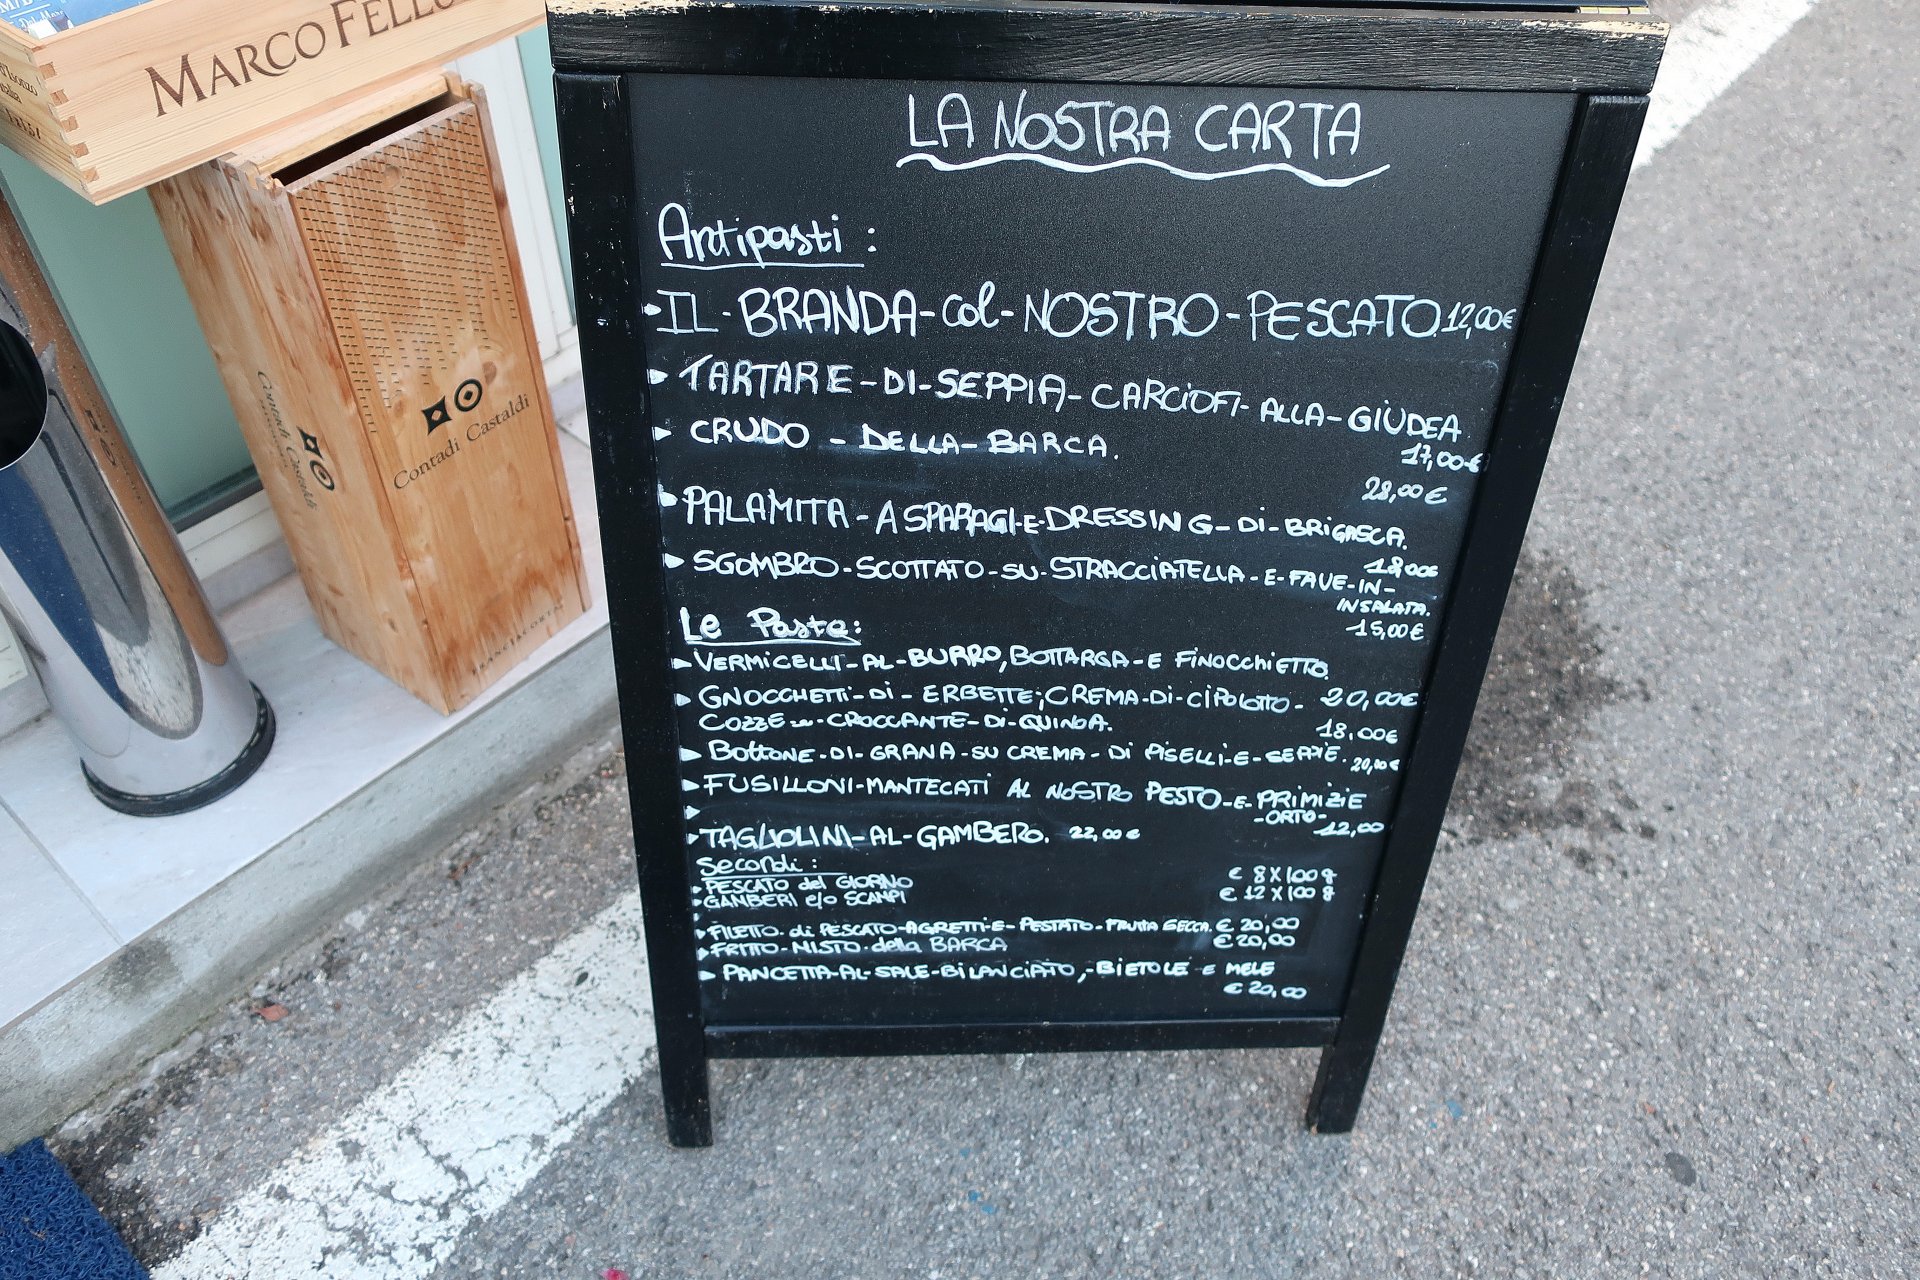 MARCO FELLU
d'Isonzo
Italia
Contadi Castaldi
Contadi Castaldi
FRANCIACORTA
LA NOSTRA CARTA
Antipasti :
IL - BRANDA - col - NOSTRO - PESCATO 12,00€
TARTARE - DI - SEPPIA - CARCIOFI - ALLA - GIUDEA
17,00 €
CRUDO - DELLA - BARCA.
28,00 €
PALAMITA - ASPARAGI - E - DRESSING - DI - BRIGASCA.
18,00€
SGOMBRO - SCOTTATO - SU - STRACCIATELLA - E - FAVE - IN -
INSALATA.
15,00 €
Le Paste:
VERMICELLI - AL - BURRO, BOTTARGA - E FINOCCHIETTO.
20,00€
GNOCCHETTI - DI - ERBETTE, CREMA - DI - CIPOLOTTO -
COZZE - CROCCANTE - DI - QUINOA.
18,00€
BOTTONE - DI - GRANA - SU CREMA - DI PISELLI - E - SEPPIE. 20,00€
FUSILLONI - MANTECATI AL NOSTRO PESTO - E - PRIMIZIE
- ORTO -
12,00
TAGLIOLINI - AL - GAMBERO. 22,00 €
Secondi :
PESCATO del GIORNO € 8 X 100 g
GAMBERI e/o SCAMPI € 12 X 100 g
FILETTO di PESCATO - AGRETTI - E - PESTATO - FRUTTA SECCA. € 20,00
FRITTO - MISTO della BARCA € 20,00
PANCETTA - AL - SALE - BILANCIATO, - BIETOLE E MELE
€ 20,00